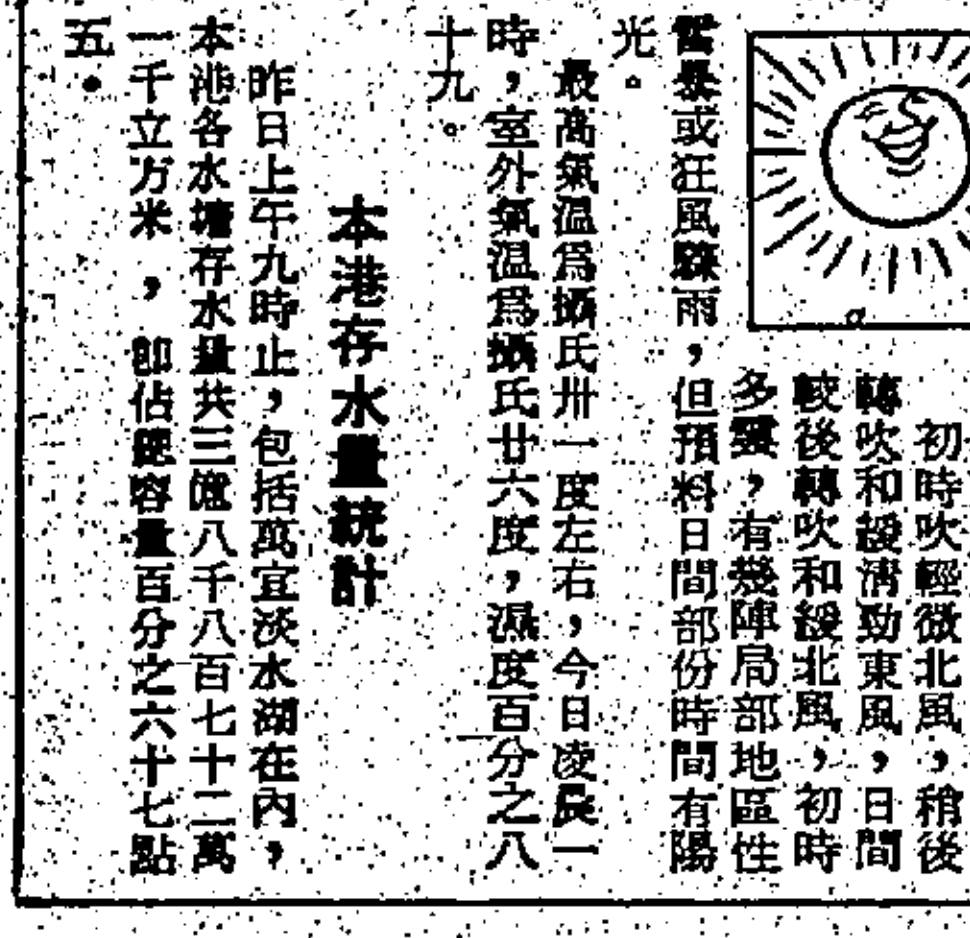 初時吹輕微北風，稍後
轉吹和緩淸勁東風，日間
較後轉吹和緩北風，初時
多雲，有幾陣局部地區性
雷暴或狂風驟雨，但預料日間部份時間有陽
光。
最高氣温爲攝氏卅一度左右，今日凌晨一
時，室外氣温爲攝氏廿六度，濕度百分之八
十九。
本港存水量統計
昨日上午九時止，包括萬宜淡水湖在內，
本港各水塘存水量共三億八千八百七十二萬
一千立方米，卽佔總容量百分之六十七點
五。